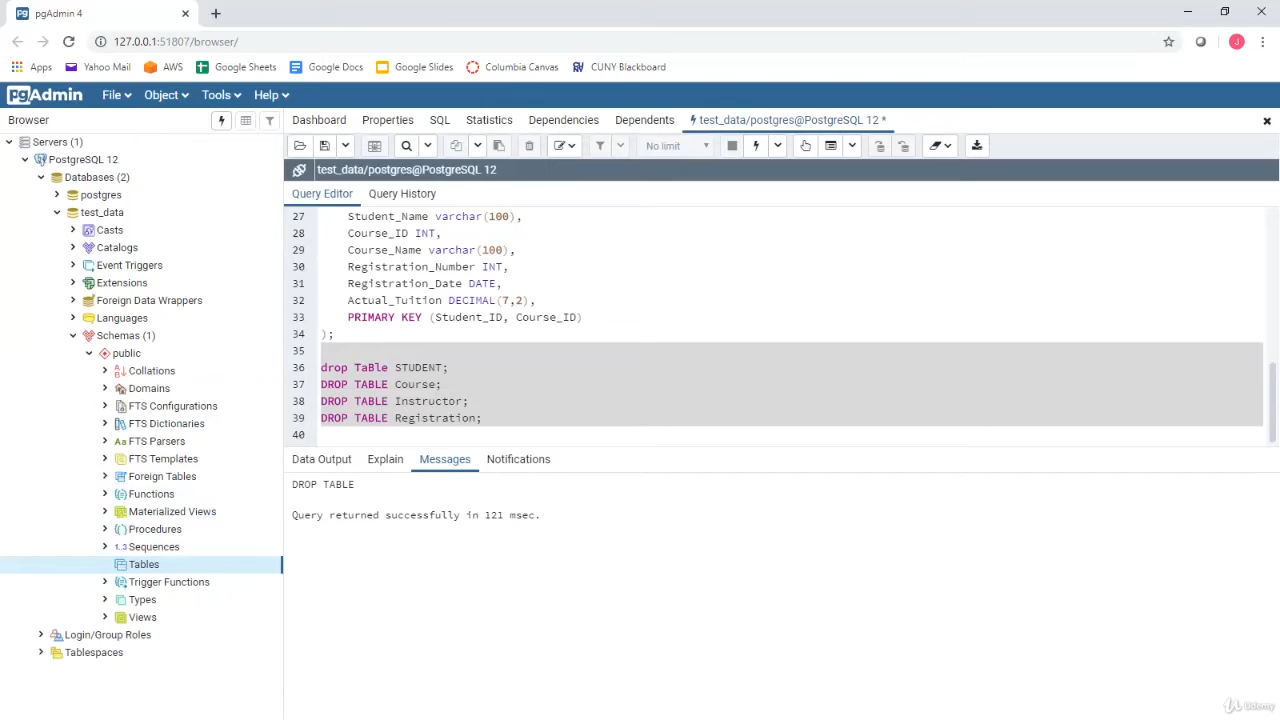 pgAdmin 4
127.0.0.1:51807/browser/
Apps Yahoo Mail AWS Google Sheets Google Docs Google Slides Columbia Canvas CUNY Blackboard
J
pgAdmin File Object Tools Help
Browser
Dashboard Properties SQL Statistics Dependencies Dependents test_data/postgres@PostgreSQL 12 *
No limit
test_data/postgres@PostgreSQL 12
Query Editor Query History
Servers (1)
PostgreSQL 12
Databases (2)
postgres
test_data
Casts
Catalogs
Event Triggers
Extensions
Foreign Data Wrappers
Languages
Schemas (1)
public
Collations
Domains
FTS Configurations
FTS Dictionaries
FTS Parsers
FTS Templates
Foreign Tables
Functions
Materialized Views
Procedures
1..3 Sequences
Tables
Trigger Functions
Types
Views
Login/Group Roles
Tablespaces
27 Student_Name varchar(100),
28 Course_ID INT,
29 Course_Name varchar(100),
30 Registration_Number INT,
31 Registration_Date DATE,
32 Actual_Tuition DECIMAL(7,2),
33 PRIMARY KEY (Student_ID, Course_ID)
34 );
35
36 drop TaBle STUDENT;
37 DROP TABLE Course;
38 DROP TABLE Instructor;
39 DROP TABLE Registration;
40
Data Output Explain Messages Notifications
DROP TABLE
Query returned successfully in 121 msec.
Udemy